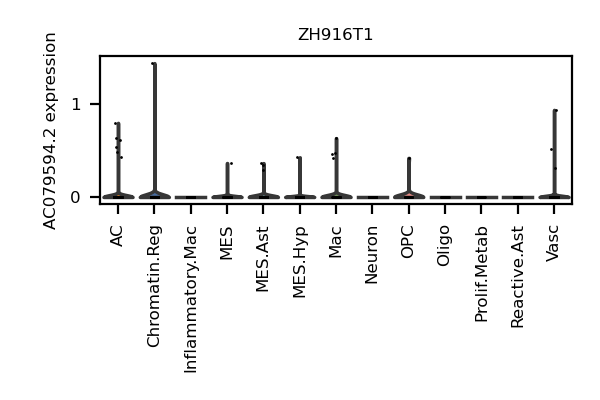 ZH916T1
AC079594.2 expression
1
0
AC
Chromatin.Reg
Inflammatory.Mac
MES
MES.Ast
MES.Hyp
Mac
Neuron
OPC
Oligo
Prolif.Metab
Reactive.Ast
Vasc